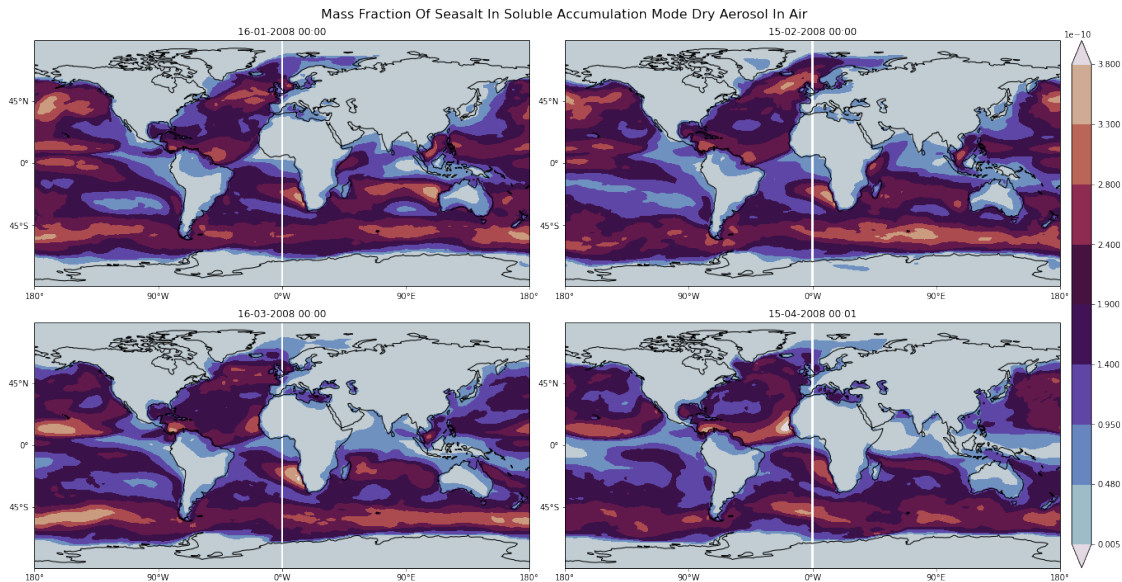 Mass Fraction Of Seasalt In Soluble Accumulation Mode Dry Aerosol In Air
16-01-2008 00:00
15-02-2008 00:00
1e−10
45°N
0°
45°S
180°
90°W
0°W
90°E
180°
45°N
0°
45°S
180°
90°W
0°W
90°E
180°
16-03-2008 00:00
15-04-2008 00:01
45°N
0°
45°S
180°
90°W
0°W
90°E
180°
45°N
0°
45°S
180°
90°W
0°W
90°E
180°
3.800
3.300
2.800
2.400
1.900
1.400
0.950
0.480
0.005